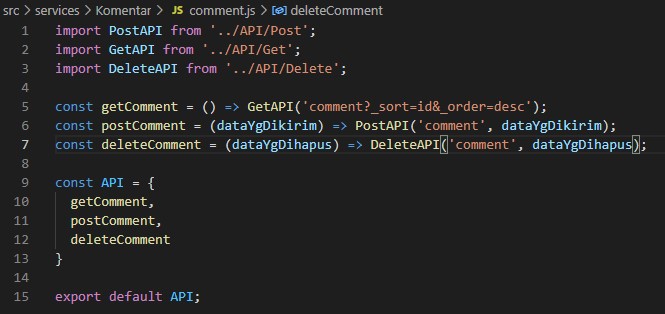 src > services > Komentar > JS comment.js > deleteComment
1 import PostAPI from '../API/Post';
2 import GetAPI from '../API/Get';
3 import DeleteAPI from '../API/Delete';
4
5 const getComment = () => GetAPI('comment?_sort=id&_order=desc');
6 const postComment = (dataYgDikirim) => PostAPI('comment', dataYgDikirim);
7 const deleteComment = (dataYgDihapus) => DeleteAPI('comment', dataYgDihapus);
8
9 const API = {
10 getComment,
11 postComment,
12 deleteComment
13 }
14
15 export default API;